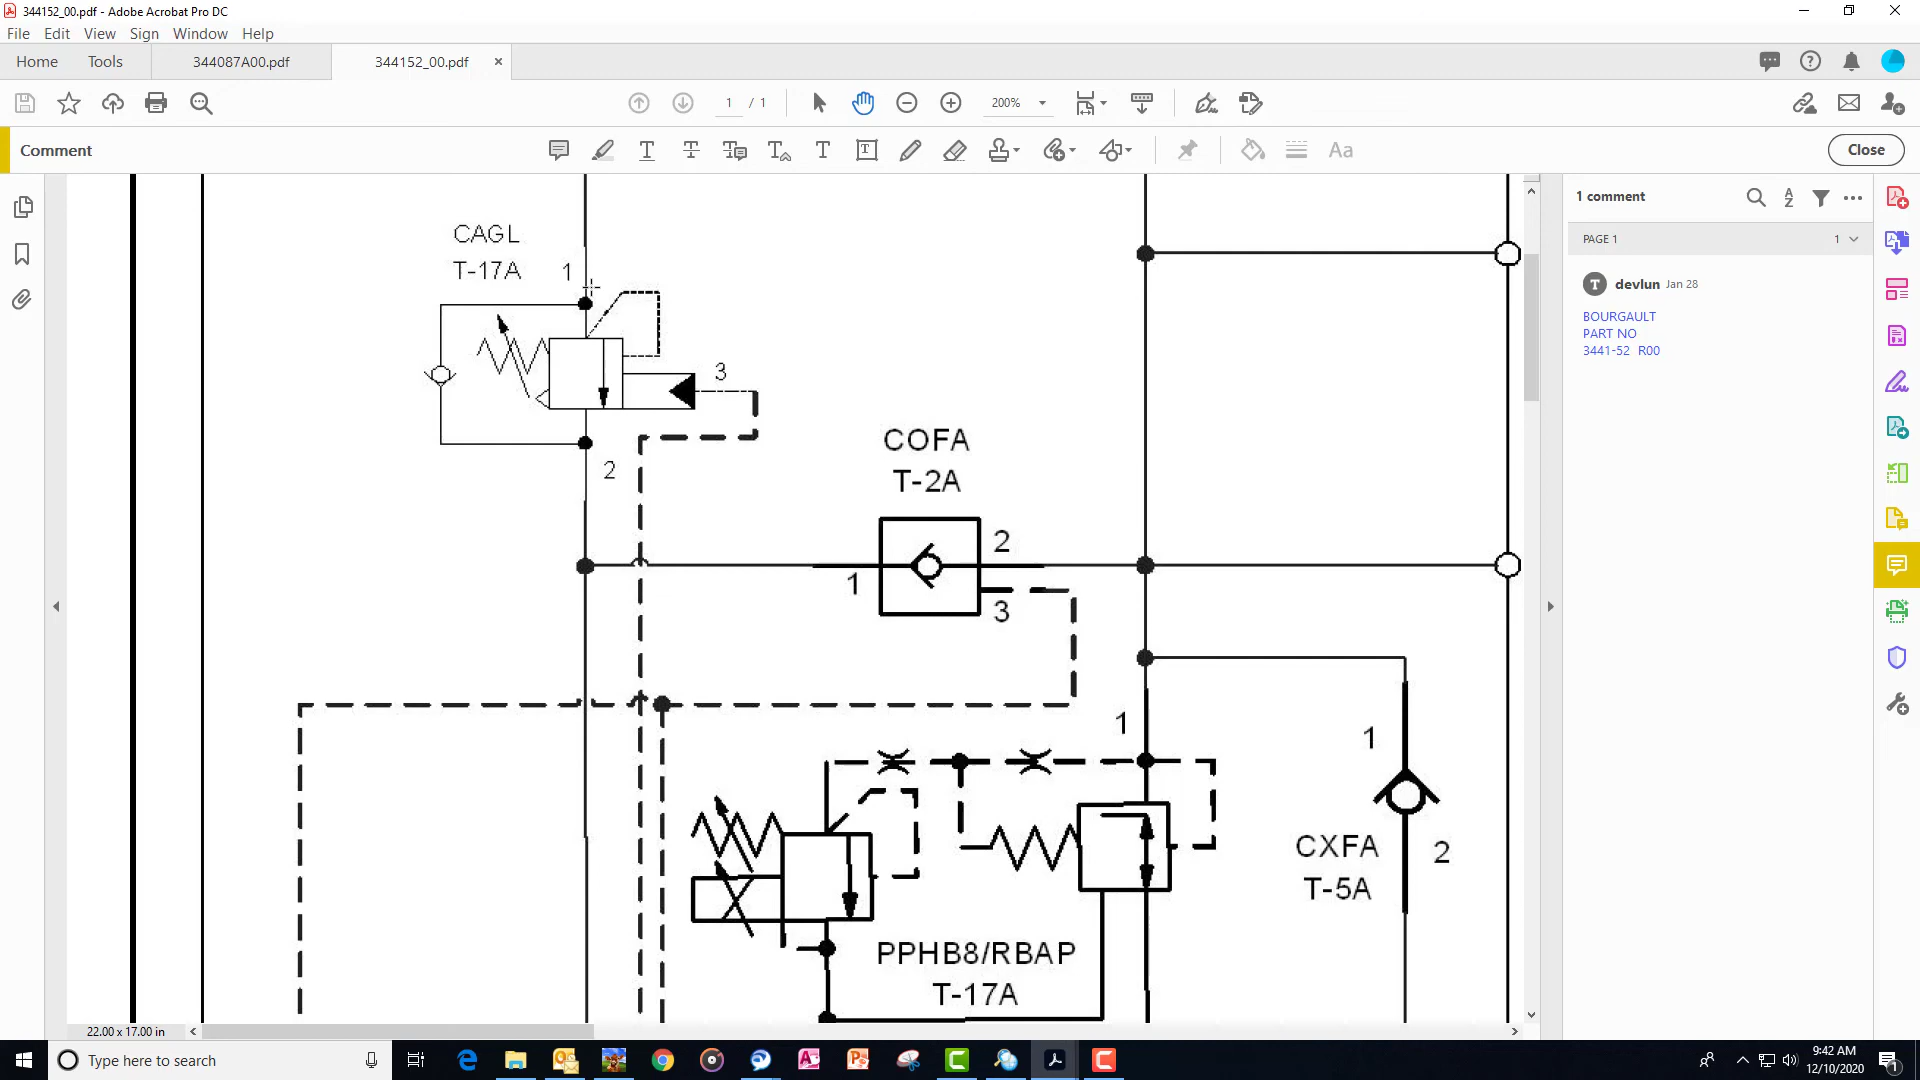 344152_00.pdf - Adobe Acrobat Pro DC
File Edit View Sign Window Help
Home Tools 344087A00.pdf 344152_00.pdf
1 / 1 200%
Comment
Close
Aa
CAGL
T-17A
1
3
2
COFA
T-2A
2
1
3
1
1
CXFA
T-5A
2
PPHB8/RBAP
T-17A
22.00 x 17.00 in
1 comment
PAGE 1 1
T devlun Jan 28
BOURGAULT
PART NO
3441-52 R00
Type here to search
9:42 AM
12/10/2020
1